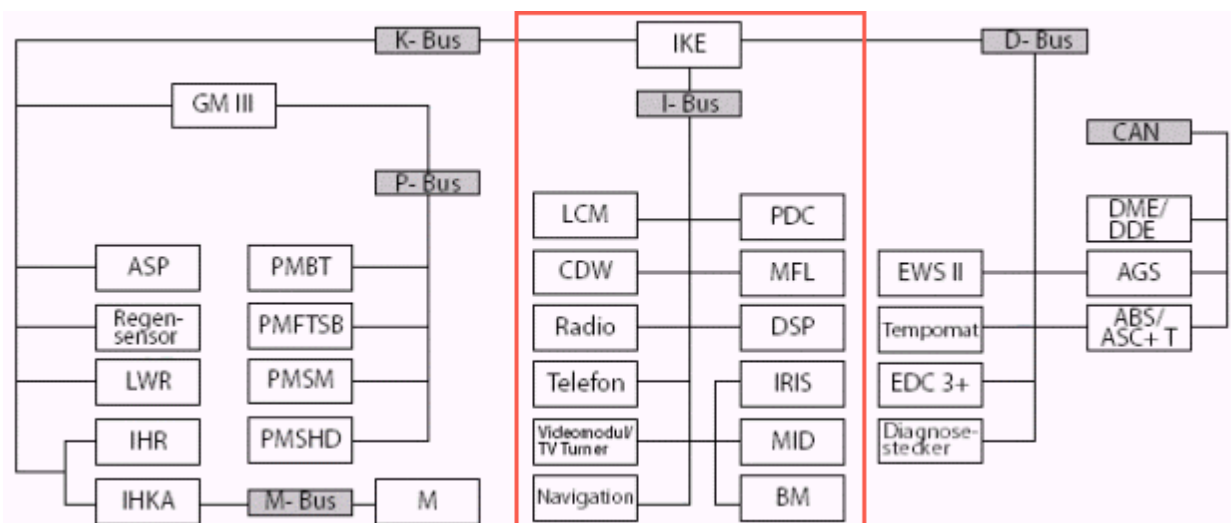 K- Bus
IKE
D- Bus
GM III
I- Bus
CAN
P- Bus
LCM
PDC
DME/
DDE
ASP
PMBT
CDW
MFL
EWS II
AGS
Regen-
sensor
PMFTSB
Radio
DSP
Tempomat
ABS/
ASC+ T
LWR
PMSM
Telefon
IRIS
EDC 3+
IHR
PMSHD
Videomodul/
TV Turner
MID
Diagnose-
stecker
IHKA
M- Bus
M
Navigation
BM